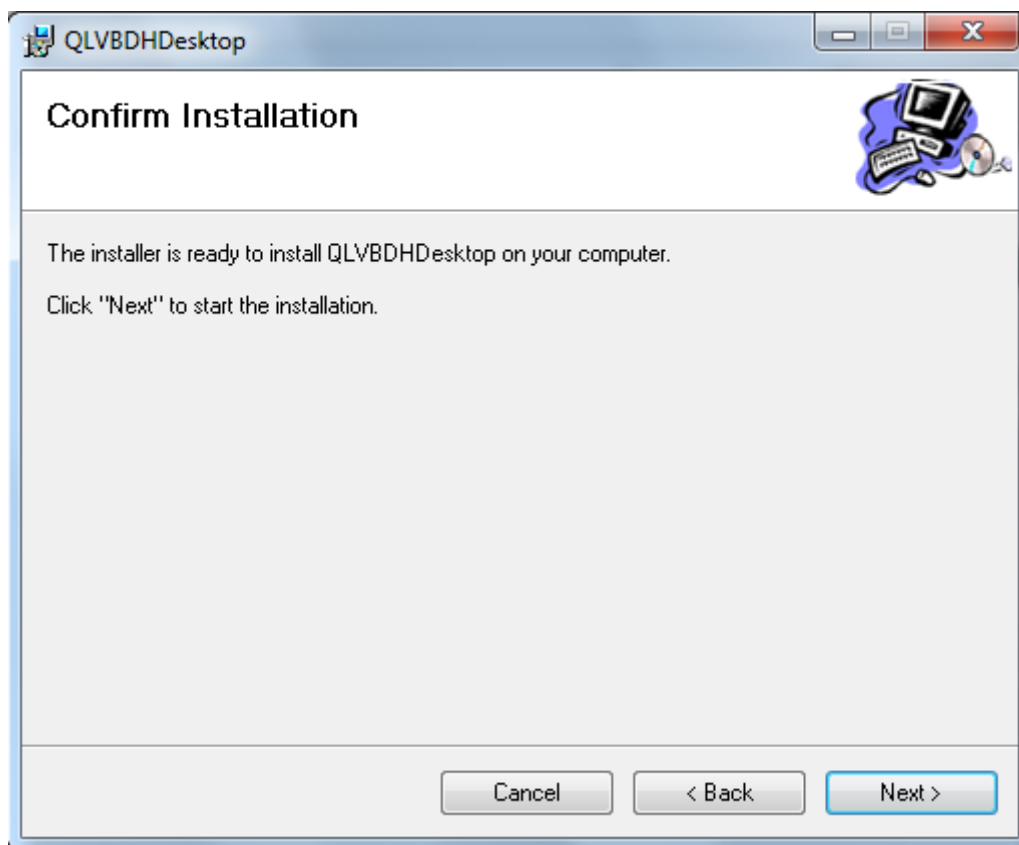 QLVBDHDesktop
Confirm Installation
The installer is ready to install QLVBDHDesktop on your computer.
Click "Next" to start the installation.
Cancel
< Back
Next >